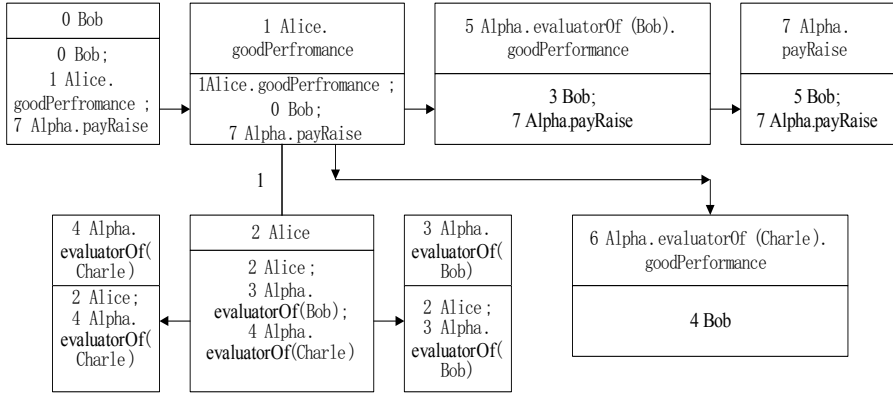 0 Bob
0 Bob;
1 Alice.
goodPerfromance ;
7 Alpha.payRaise
1 Alice.
goodPerfromance
1Alice.goodPerfromance ;
0 Bob;
7 Alpha.payRaise
5 Alpha.evaluatorOf (Bob).
goodPerformance
3 Bob;
7 Alpha.payRaise
7 Alpha.
payRaise
5 Bob;
7 Alpha.payRaise
1
4 Alpha.
evaluatorOf(
Charle)
2 Alice;
4 Alpha.
evaluatorOf(
Charle)
2 Alice
2 Alice;
3 Alpha.
evaluatorOf(Bob);
4 Alpha.
evaluatorOf(Charle)
3 Alpha.
evaluatorOf(
Bob)
2 Alice;
3 Alpha.
evaluatorOf(
Bob)
6 Alpha.evaluatorOf (Charle).
goodPerformance
4 Bob